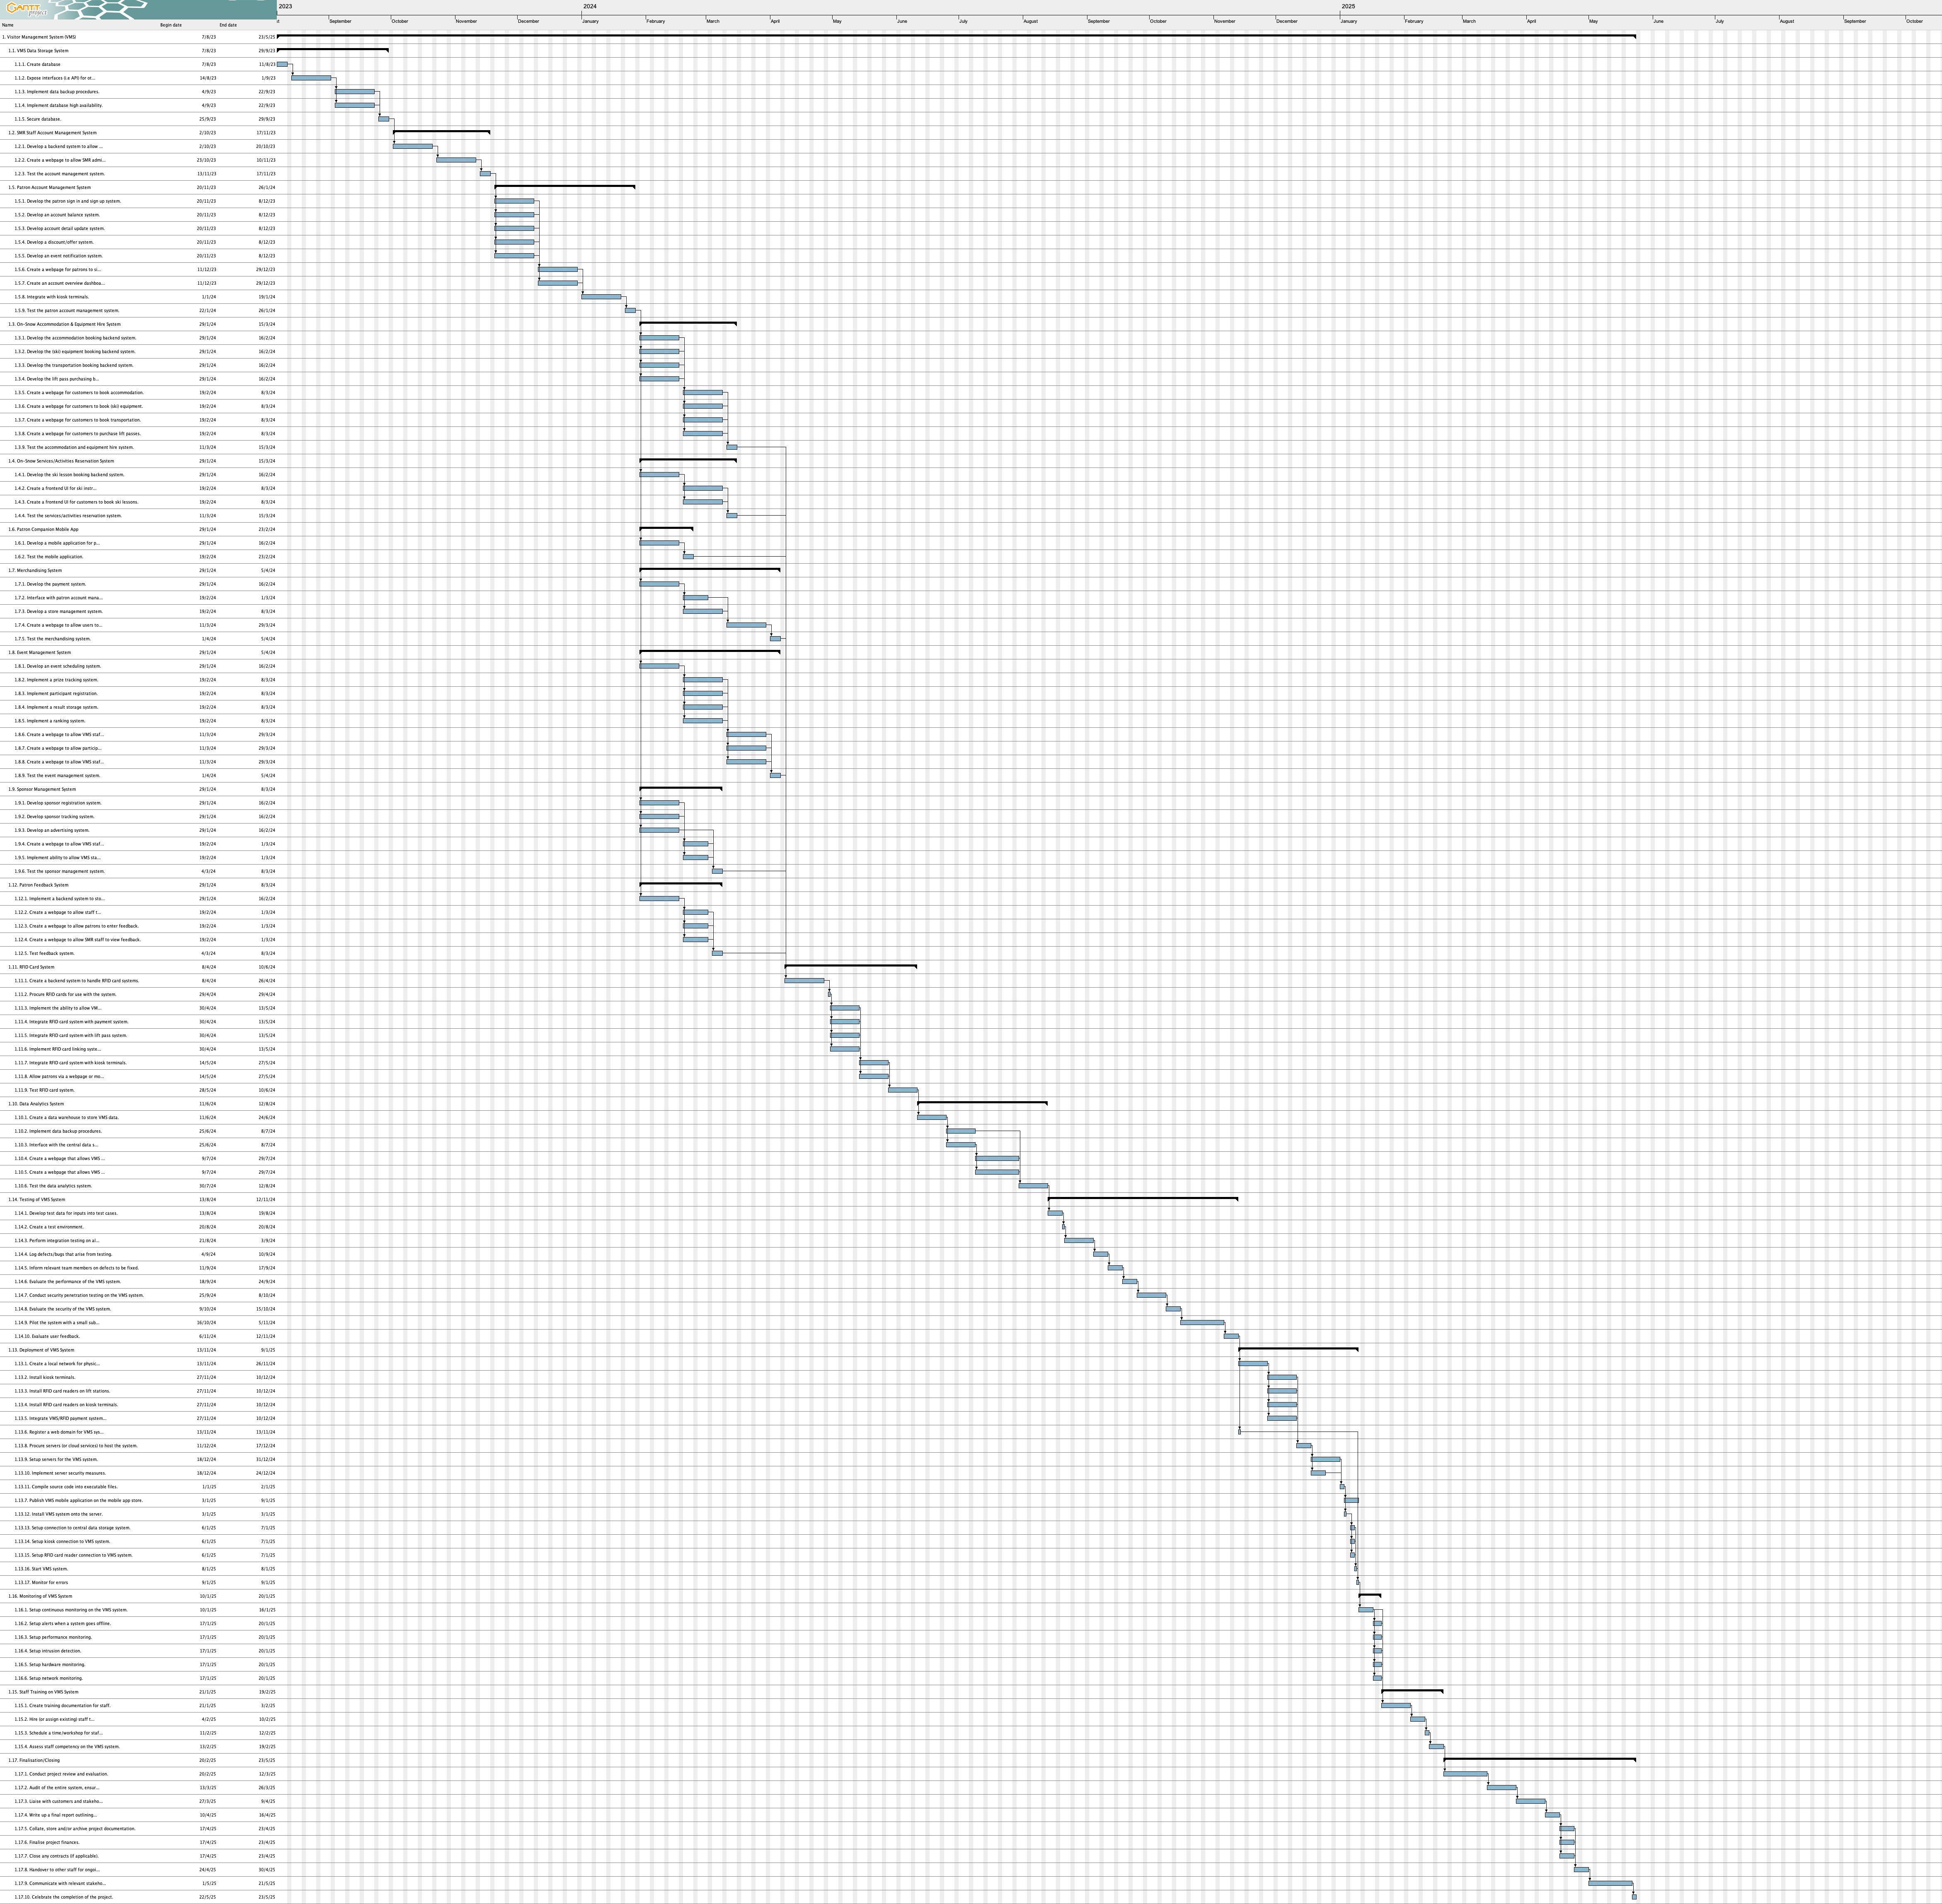 GANTT project
2023 2024 2025
t September October November December January February March April May June July August September October November December January February March April May June July August September October
Name Begin date End date
1. Visitor Management System (VMS) 7/8/23 23/5/25
1.1. VMS Data Storage System 7/8/23 29/9/23
1.1.1. Create database 7/8/23 11/8/23
1.1.2. Expose interfaces (i.e API) for ot... 14/8/23 1/9/23
1.1.3. Implement data backup procedures. 4/9/23 22/9/23
1.1.4. Implement database high availability. 4/9/23 22/9/23
1.1.5. Secure database. 25/9/23 29/9/23
1.2. SMR Staff Account Management System 2/10/23 17/11/23
1.2.1. Develop a backend system to allow ... 2/10/23 20/10/23
1.2.2. Create a webpage to allow SMR admi... 23/10/23 10/11/23
1.2.3. Test the account management system. 13/11/23 17/11/23
1.5. Patron Account Management System 20/11/23 26/1/24
1.5.1. Develop the patron sign in and sign up system. 20/11/23 8/12/23
1.5.2. Develop an account balance system. 20/11/23 8/12/23
1.5.3. Develop account detail update system. 20/11/23 8/12/23
1.5.4. Develop a discount/offer system. 20/11/23 8/12/23
1.5.5. Develop an event notification system. 20/11/23 8/12/23
1.5.6. Create a webpage for patrons to si... 11/12/23 29/12/23
1.5.7. Create an account overview dashboa... 11/12/23 29/12/23
1.5.8. Integrate with kiosk terminals. 1/1/24 19/1/24
1.5.9. Test the patron account management system. 22/1/24 26/1/24
1.3. On-Snow Accommodation & Equipment Hire System 29/1/24 15/3/24
1.3.1. Develop the accommodation booking backend system. 29/1/24 16/2/24
1.3.2. Develop the (ski) equipment booking backend system. 29/1/24 16/2/24
1.3.3. Develop the transportation booking backend system. 29/1/24 16/2/24
1.3.4. Develop the lift pass purchasing b... 29/1/24 16/2/24
1.3.5. Create a webpage for customers to book accommodation. 19/2/24 8/3/24
1.3.6. Create a webpage for customers to book (ski) equipment. 19/2/24 8/3/24
1.3.7. Create a webpage for customers to book transportation. 19/2/24 8/3/24
1.3.8. Create a webpage for customers to purchase lift passes. 19/2/24 8/3/24
1.3.9. Test the accommodation and equipment hire system. 11/3/24 15/3/24
1.4. On-Snow Services/Activities Reservation System 29/1/24 15/3/24
1.4.1. Develop the ski lesson booking backend system. 29/1/24 16/2/24
1.4.2. Create a frontend UI for ski instr... 19/2/24 8/3/24
1.4.3. Create a frontend UI for customers to book ski lessons. 19/2/24 8/3/24
1.4.4. Test the services/activities reservation system. 11/3/24 15/3/24
1.6. Patron Companion Mobile App 29/1/24 23/2/24
1.6.1. Develop a mobile application for p... 29/1/24 16/2/24
1.6.2. Test the mobile application. 19/2/24 23/2/24
1.7. Merchandising System 29/1/24 5/4/24
1.7.1. Develop the payment system. 29/1/24 16/2/24
1.7.2. Interface with patron account mana... 19/2/24 1/3/24
1.7.3. Develop a store management system. 19/2/24 8/3/24
1.7.4. Create a webpage to allow users to... 11/3/24 29/3/24
1.7.5. Test the merchandising system. 1/4/24 5/4/24
1.8. Event Management System 29/1/24 5/4/24
1.8.1. Develop an event scheduling system. 29/1/24 16/2/24
1.8.2. Implement a prize tracking system. 19/2/24 8/3/24
1.8.3. Implement participant registration. 19/2/24 8/3/24
1.8.4. Implement a result storage system. 19/2/24 8/3/24
1.8.5. Implement a ranking system. 19/2/24 8/3/24
1.8.6. Create a webpage to allow VMS staf... 11/3/24 29/3/24
1.8.7. Create a webpage to allow particip... 11/3/24 29/3/24
1.8.8. Create a webpage to allow VMS staf... 11/3/24 29/3/24
1.8.9. Test the event management system. 1/4/24 5/4/24
1.9. Sponsor Management System 29/1/24 8/3/24
1.9.1. Develop sponsor registration system. 29/1/24 16/2/24
1.9.2. Develop sponsor tracking system. 29/1/24 16/2/24
1.9.3. Develop an advertising system. 29/1/24 16/2/24
1.9.4. Create a webpage to allow VMS staf... 19/2/24 1/3/24
1.9.5. Implement ability to allow VMS sta... 19/2/24 1/3/24
1.9.6. Test the sponsor management system. 4/3/24 8/3/24
1.12. Patron Feedback System 29/1/24 8/3/24
1.12.1. Implement a backend system to sto... 29/1/24 16/2/24
1.12.2. Create a webpage to allow staff t... 19/2/24 1/3/24
1.12.3. Create a webpage to allow patrons to enter feedback. 19/2/24 1/3/24
1.12.4. Create a webpage to allow SMR staff to view feedback. 19/2/24 1/3/24
1.12.5. Test feedback system. 4/3/24 8/3/24
1.11. RFID Card System 8/4/24 10/6/24
1.11.1. Create a backend system to handle RFID card systems. 8/4/24 26/4/24
1.11.2. Procure RFID cards for use with the system. 29/4/24 29/4/24
1.11.3. Implement the ability to allow VM... 30/4/24 13/5/24
1.11.4. Integrate RFID card system with payment system. 30/4/24 13/5/24
1.11.5. Integrate RFID card system with lift pass system. 30/4/24 13/5/24
1.11.6. Implement RFID card linking syste... 30/4/24 13/5/24
1.11.7. Integrate RFID card system with kiosk terminals. 14/5/24 27/5/24
1.11.8. Allow patrons via a webpage or mo... 14/5/24 27/5/24
1.11.9. Test RFID card system. 28/5/24 10/6/24
1.10. Data Analytics System 11/6/24 12/8/24
1.10.1. Create a data warehouse to store VMS data. 11/6/24 24/6/24
1.10.2. Implement data backup procedures. 25/6/24 8/7/24
1.10.3. Interface with the central data s... 25/6/24 8/7/24
1.10.4. Create a webpage that allows VMS ... 9/7/24 29/7/24
1.10.5. Create a webpage that allows VMS ... 9/7/24 29/7/24
1.10.6. Test the data analytics system. 30/7/24 12/8/24
1.14. Testing of VMS System 13/8/24 12/11/24
1.14.1. Develop test data for inputs into test cases. 13/8/24 19/8/24
1.14.2. Create a test environment. 20/8/24 20/8/24
1.14.3. Perform integration testing on al... 21/8/24 3/9/24
1.14.4. Log defects/bugs that arise from testing. 4/9/24 10/9/24
1.14.5. Inform relevant team members on defects to be fixed. 11/9/24 17/9/24
1.14.6. Evaluate the performance of the VMS system. 18/9/24 24/9/24
1.14.7. Conduct security penetration testing on the VMS system. 25/9/24 8/10/24
1.14.8. Evaluate the security of the VMS system. 9/10/24 15/10/24
1.14.9. Pilot the system with a small sub... 16/10/24 5/11/24
1.14.10. Evaluate user feedback. 6/11/24 12/11/24
1.13. Deployment of VMS System 13/11/24 9/1/25
1.13.1. Create a local network for physic... 13/11/24 26/11/24
1.13.2. Install kiosk terminals. 27/11/24 10/12/24
1.13.3. Install RFID card readers on lift stations. 27/11/24 10/12/24
1.13.4. Install RFID card readers on kiosk terminals. 27/11/24 10/12/24
1.13.5. Integrate VMS/RFID payment system... 27/11/24 10/12/24
1.13.6. Register a web domain for VMS sys... 13/11/24 13/11/24
1.13.8. Procure servers (or cloud services) to host the system. 11/12/24 17/12/24
1.13.9. Setup servers for the VMS system. 18/12/24 31/12/24
1.13.10. Implement server security measures. 18/12/24 24/12/24
1.13.11. Compile source code into executable files. 1/1/25 2/1/25
1.13.7. Publish VMS mobile application on the mobile app store. 3/1/25 9/1/25
1.13.12. Install VMS system onto the server. 3/1/25 3/1/25
1.13.13. Setup connection to central data storage system. 6/1/25 7/1/25
1.13.14. Setup kiosk connection to VMS system. 6/1/25 7/1/25
1.13.15. Setup RFID card reader connection to VMS system. 6/1/25 7/1/25
1.13.16. Start VMS system. 8/1/25 8/1/25
1.13.17. Monitor for errors 9/1/25 9/1/25
1.16. Monitoring of VMS System 10/1/25 20/1/25
1.16.1. Setup continuous monitoring on the VMS system. 10/1/25 16/1/25
1.16.2. Setup alerts when a system goes offline. 17/1/25 20/1/25
1.16.3. Setup performance monitoring. 17/1/25 20/1/25
1.16.4. Setup intrusion detection. 17/1/25 20/1/25
1.16.5. Setup hardware monitoring. 17/1/25 20/1/25
1.16.6. Setup network monitoring. 17/1/25 20/1/25
1.15. Staff Training on VMS System 21/1/25 19/2/25
1.15.1. Create training documentation for staff. 21/1/25 3/2/25
1.15.2. Hire (or assign existing) staff t... 4/2/25 10/2/25
1.15.3. Schedule a time/workshop for staf... 11/2/25 12/2/25
1.15.4. Assess staff competency on the VMS system. 13/2/25 19/2/25
1.17. Finalisation/Closing 20/2/25 23/5/25
1.17.1. Conduct project review and evaluation. 20/2/25 12/3/25
1.17.2. Audit of the entire system, ensur... 13/3/25 26/3/25
1.17.3. Liaise with customers and stakeho... 27/3/25 9/4/25
1.17.4. Write up a final report outlining... 10/4/25 16/4/25
1.17.5. Collate, store and/or archive project documentation. 17/4/25 23/4/25
1.17.6. Finalise project finances. 17/4/25 23/4/25
1.17.7. Close any contracts (if applicable). 17/4/25 23/4/25
1.17.8. Handover to other staff for ongoi... 24/4/25 30/4/25
1.17.9. Communicate with relevant stakeho... 1/5/25 21/5/25
1.17.10. Celebrate the completion of the project. 22/5/25 23/5/25